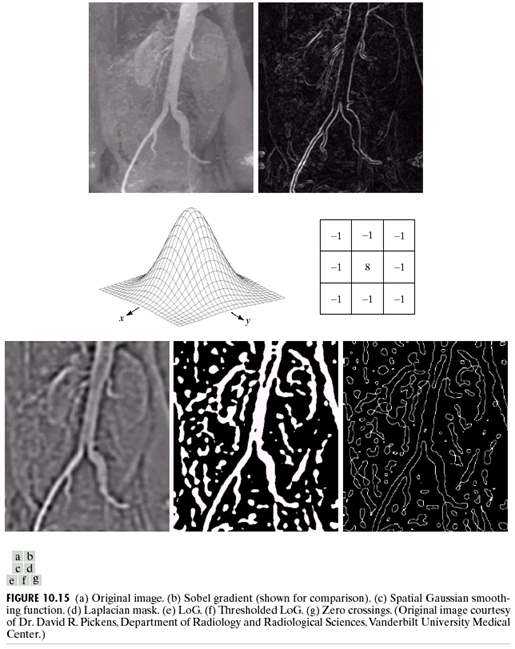 x
y
-1 -1 -1
-1 8 -1
-1 -1 -1
a b
c d
e f g
FIGURE 10.15 (a) Original image. (b) Sobel gradient (shown for comparison). (c) Spatial Gaussian smooth-
ing function. (d) Laplacian mask. (e) LoG. (f) Thresholded LoG. (g) Zero crossings. (Original image courtesy
of Dr. David R. Pickens, Department of Radiology and Radiological Sciences, Vanderbilt University Medical
Center.)